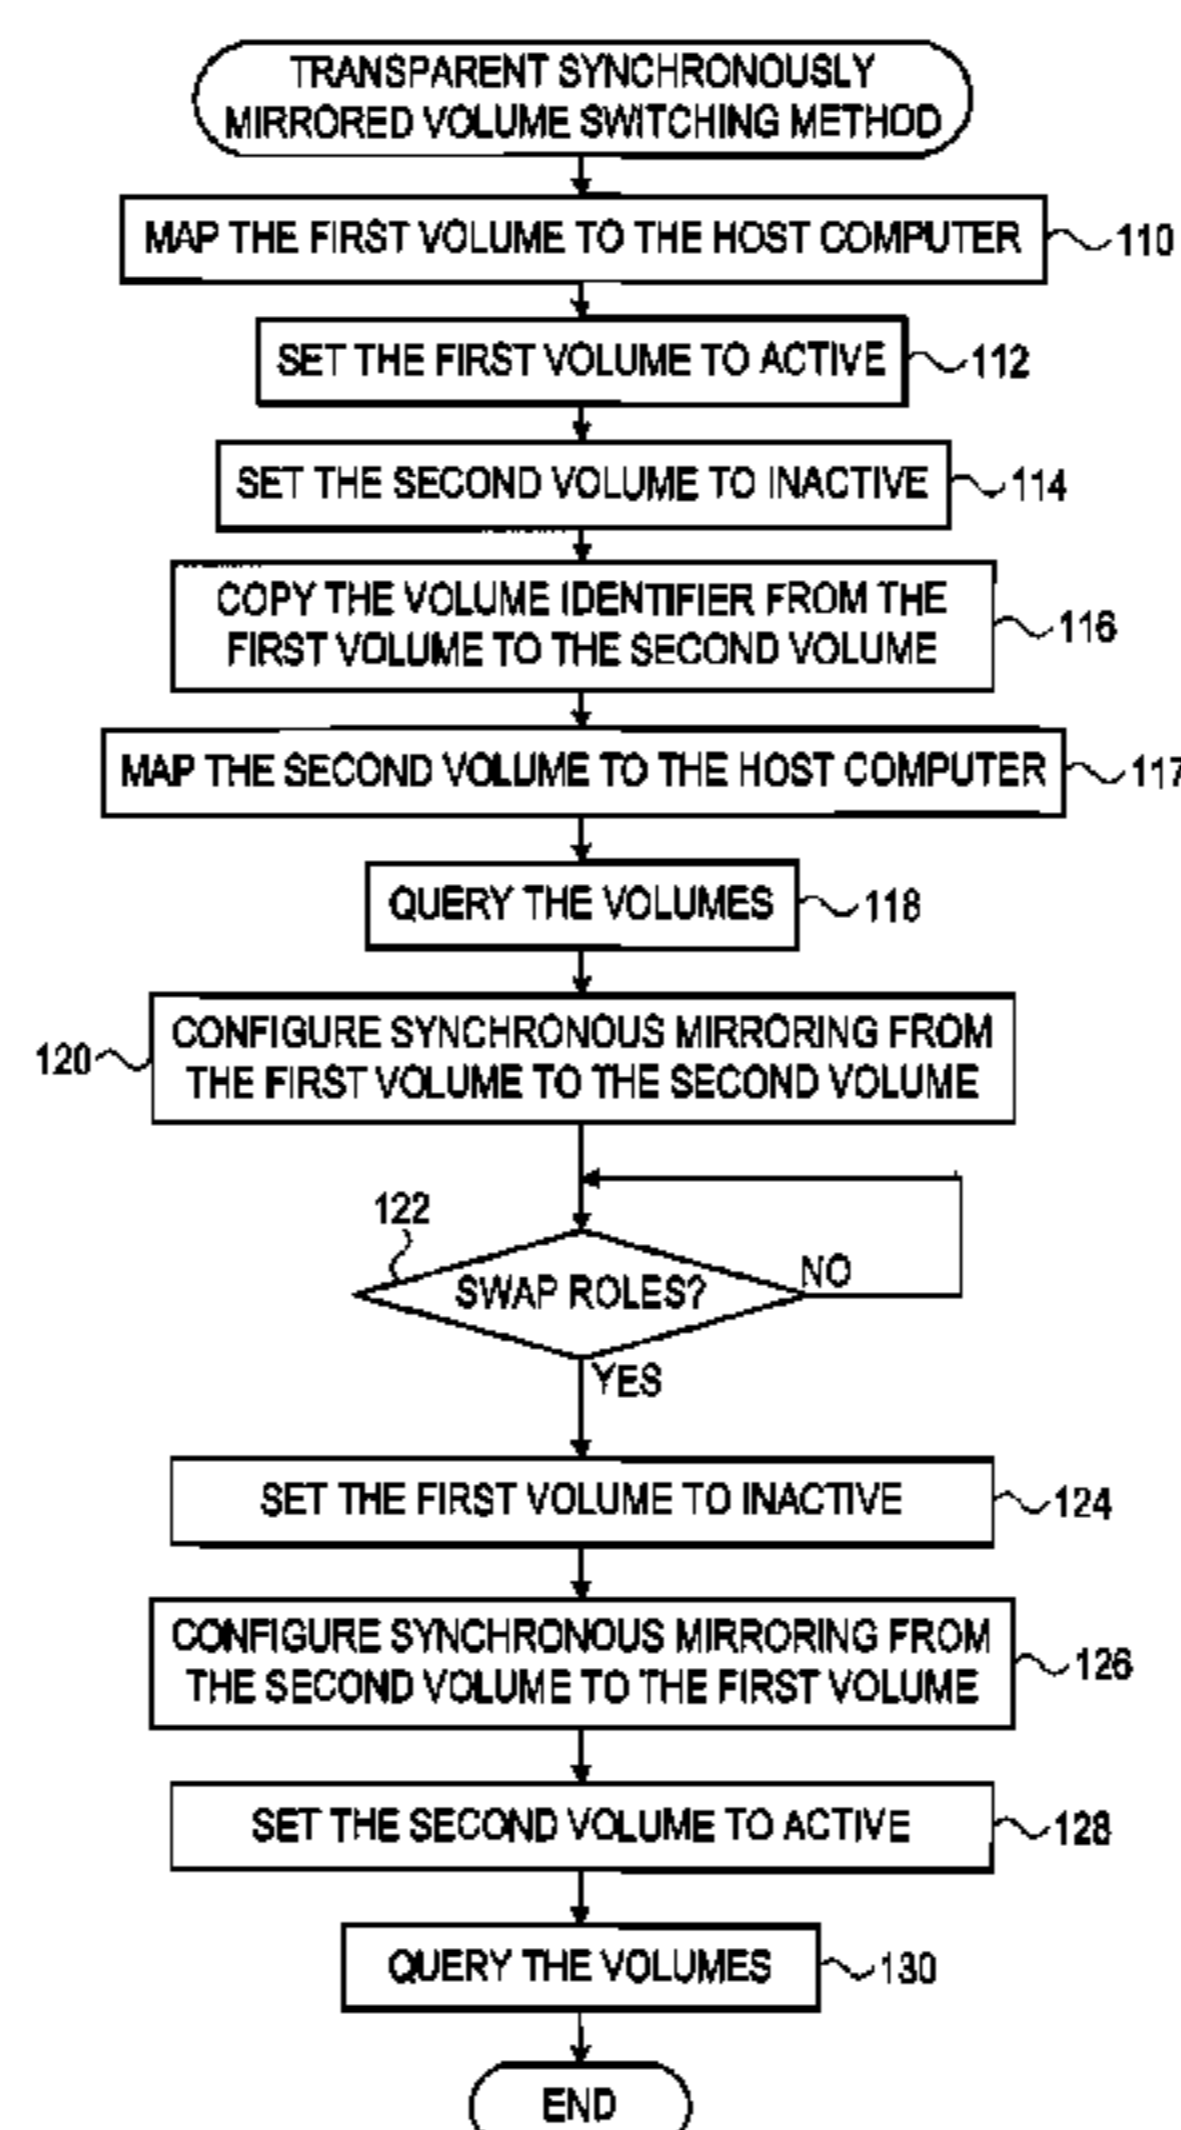 TRANSPARENT SYNCHRONOUSLY
MIRRORED VOLUME SWITCHING METHOD
MAP THE FIRST VOLUME TO THE HOST COMPUTER
110
SET THE FIRST VOLUME TO ACTIVE
112
SET THE SECOND VOLUME TO INACTIVE
114
COPY THE VOLUME IDENTIFIER FROM THE
FIRST VOLUME TO THE SECOND VOLUME
116
MAP THE SECOND VOLUME TO THE HOST COMPUTER
117
QUERY THE VOLUMES
118
120
CONFIGURE SYNCHRONOUS MIRRORING FROM
THE FIRST VOLUME TO THE SECOND VOLUME
122
SWAP ROLES?
NO
YES
SET THE FIRST VOLUME TO INACTIVE
124
CONFIGURE SYNCHRONOUS MIRRORING FROM
THE SECOND VOLUME TO THE FIRST VOLUME
126
SET THE SECOND VOLUME TO ACTIVE
128
QUERY THE VOLUMES
130
END